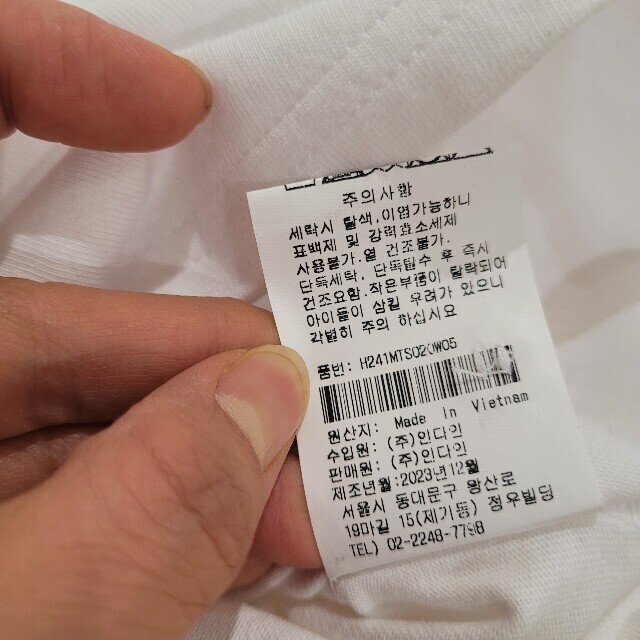 주의사항
세탁시 탈색,이염가능하니
표백제 및 강력효소세제
사용불가.열 건조불가.
단독세탁, 단독탈수 후 즉시
건조요함.작은부품이 탈락되어
아이들이 삼킬 우려가 있으니
각별히 주의 하십시요
품번: H241MTS020W05
원산지: Made In Vietnam
수입원: (주)인다인
판매원: (주)인다인
제조년월:2023년12월
서울시 동대문구 왕산로
19마길 15(제기동) 정우빌딩
TEL) 02-2248-7798